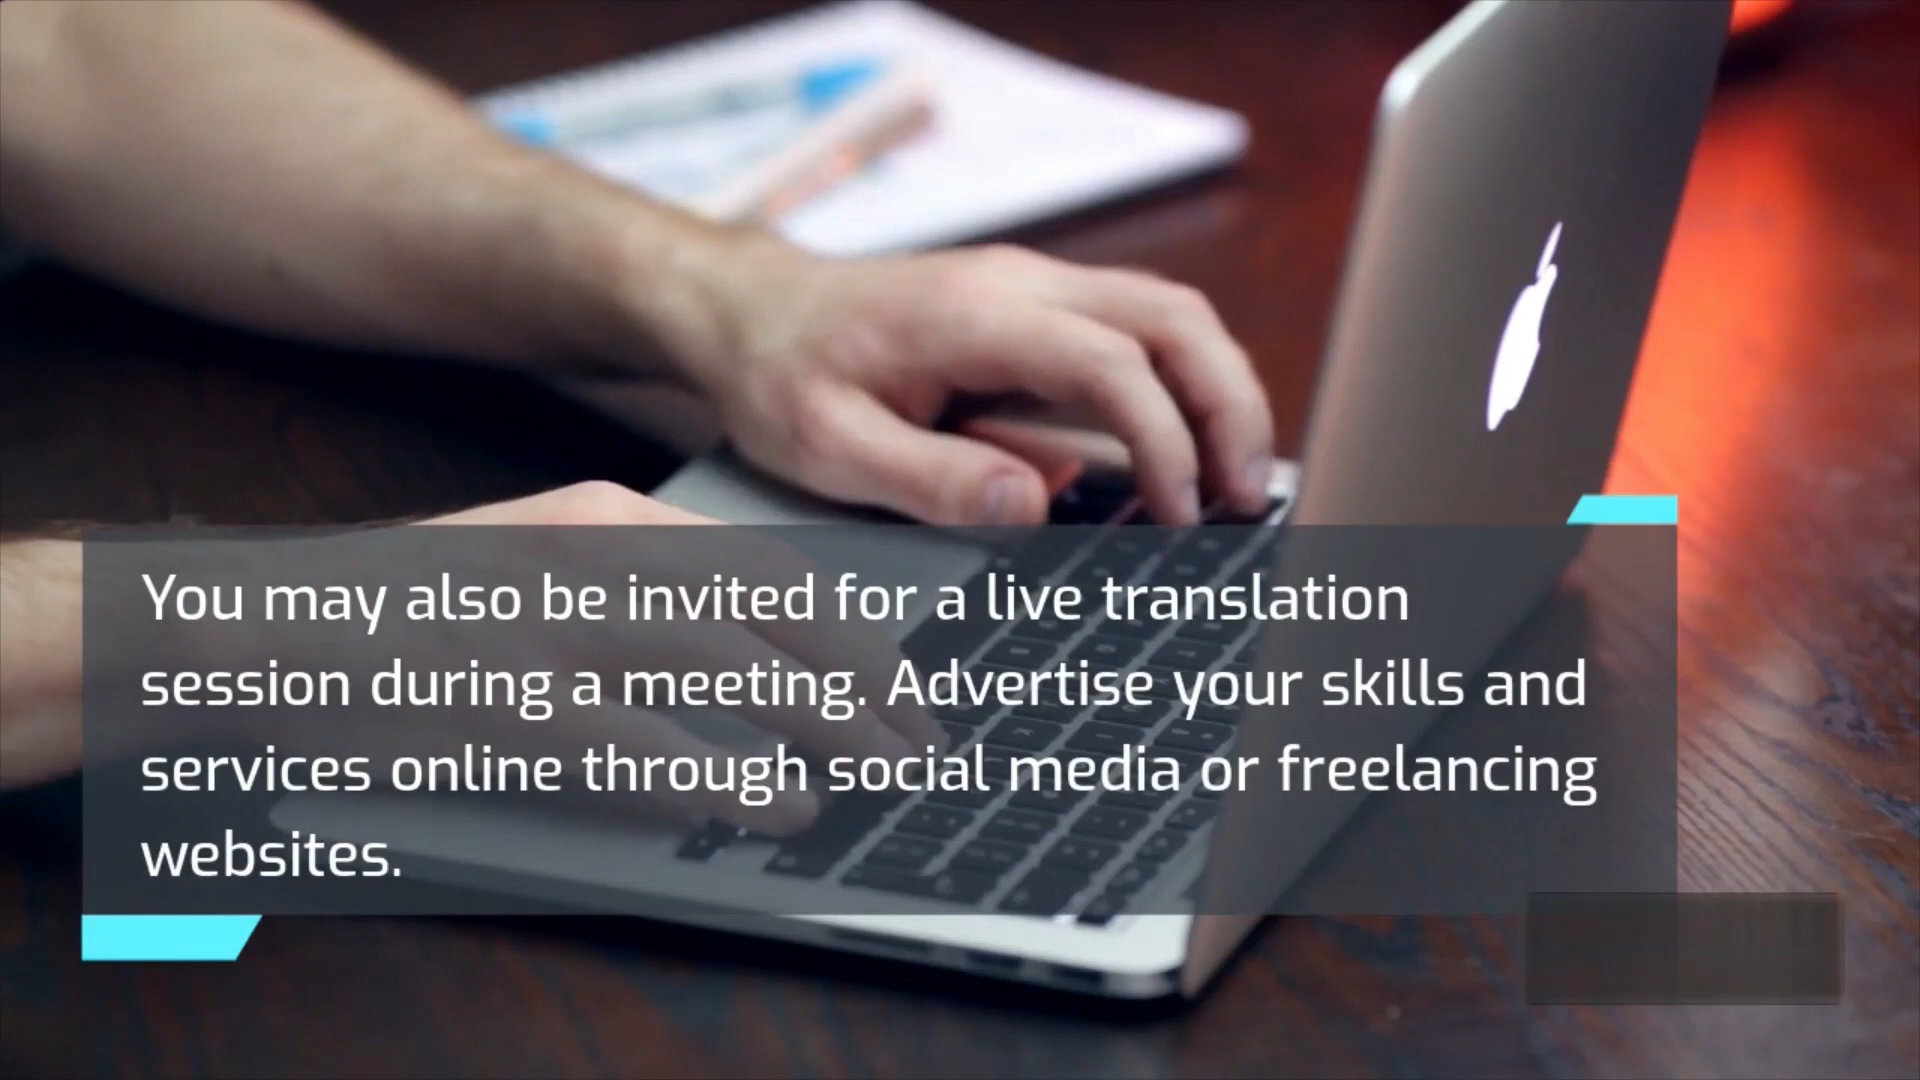 You may also be invited for a live translation
session during a meeting. Advertise your skills and
services online through social media or freelancing
websites.